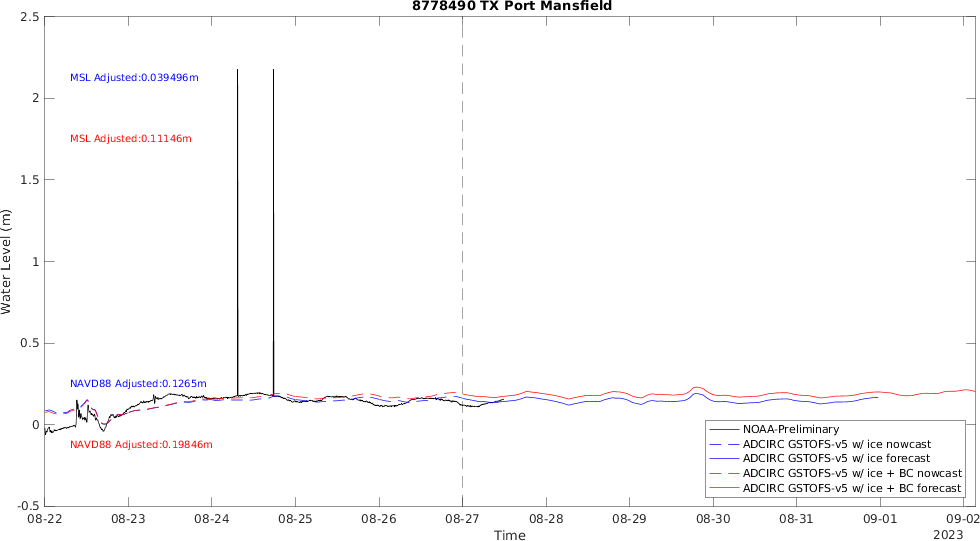 8778490 TX Port Mansfield
2.5
2
1.5
1
0.5
0
-0.5
Water Level (m)
MSL Adjusted:0.039496m
MSL Adjusted:0.11146m
NAVD88 Adjusted:0.1265m
NAVD88 Adjusted:0.19846m
NOAA-Preliminary
ADCIRC GSTOFS-v5 w/ ice nowcast
ADCIRC GSTOFS-v5 w/ ice forecast
ADCIRC GSTOFS-v5 w/ ice + BC nowcast
ADCIRC GSTOFS-v5 w/ ice + BC forecast
08-22 08-23 08-24 08-25 08-26 08-27 08-28 08-29 08-30 08-31 09-01 09-02
Time
2023